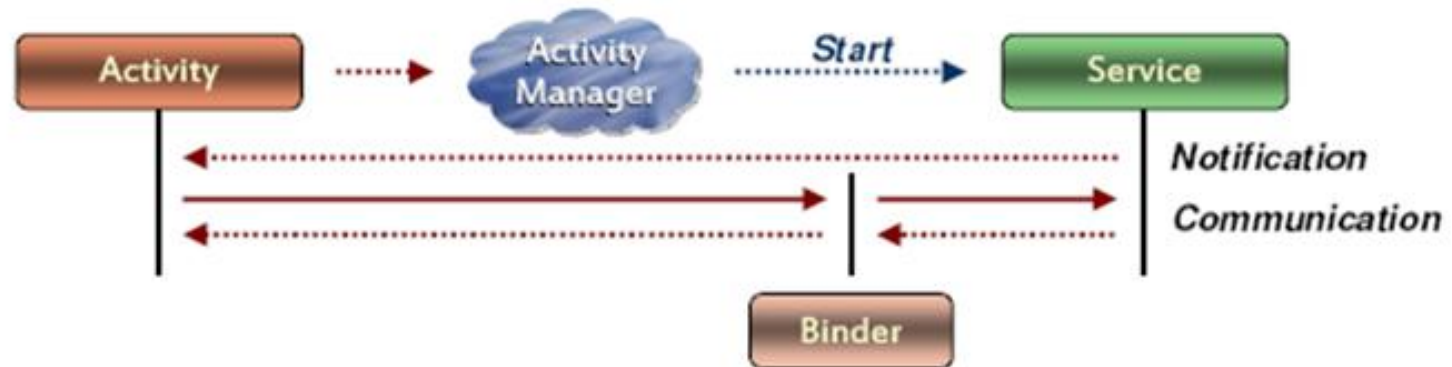 Activity
Activity
Manager
Start
Service
Notification
Communication
Binder